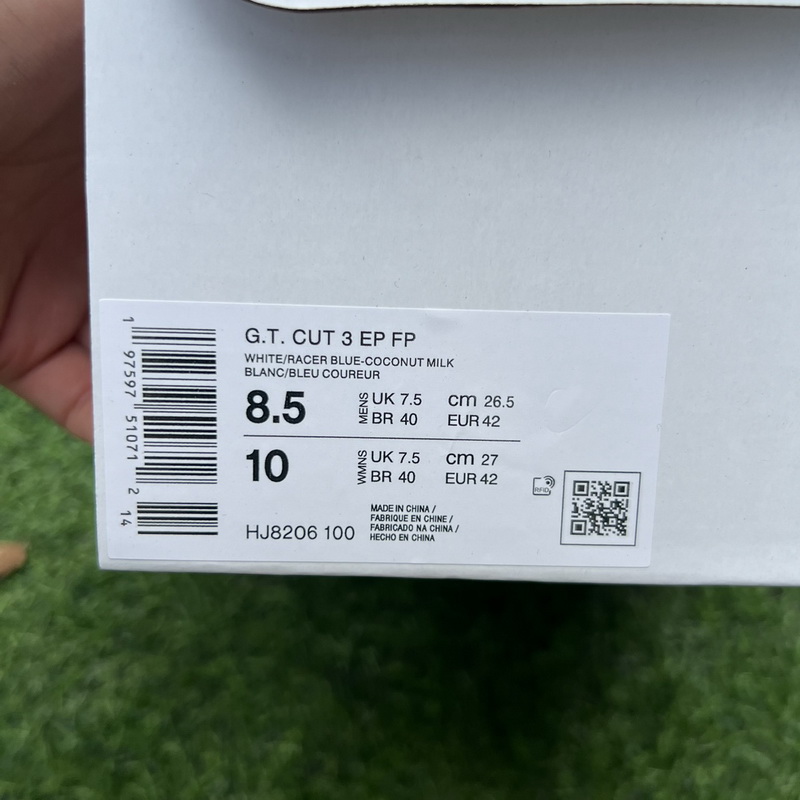 G.T. CUT 3 EP FP
WHITE/RACER BLUE-COCONUT MILK
BLANC/BLEU COUREUR
8.5 MENS UK 7.5 cm 26.5
BR 40 EUR 42
10 WMNS UK 7.5 cm 27
BR 40 EUR 42
HJ8206 100
MADE IN CHINA /
FABRIQUE EN CHINE /
FABRICADO NA CHINA /
HECHO EN CHINA
RFID
1 97597 51071 2 14